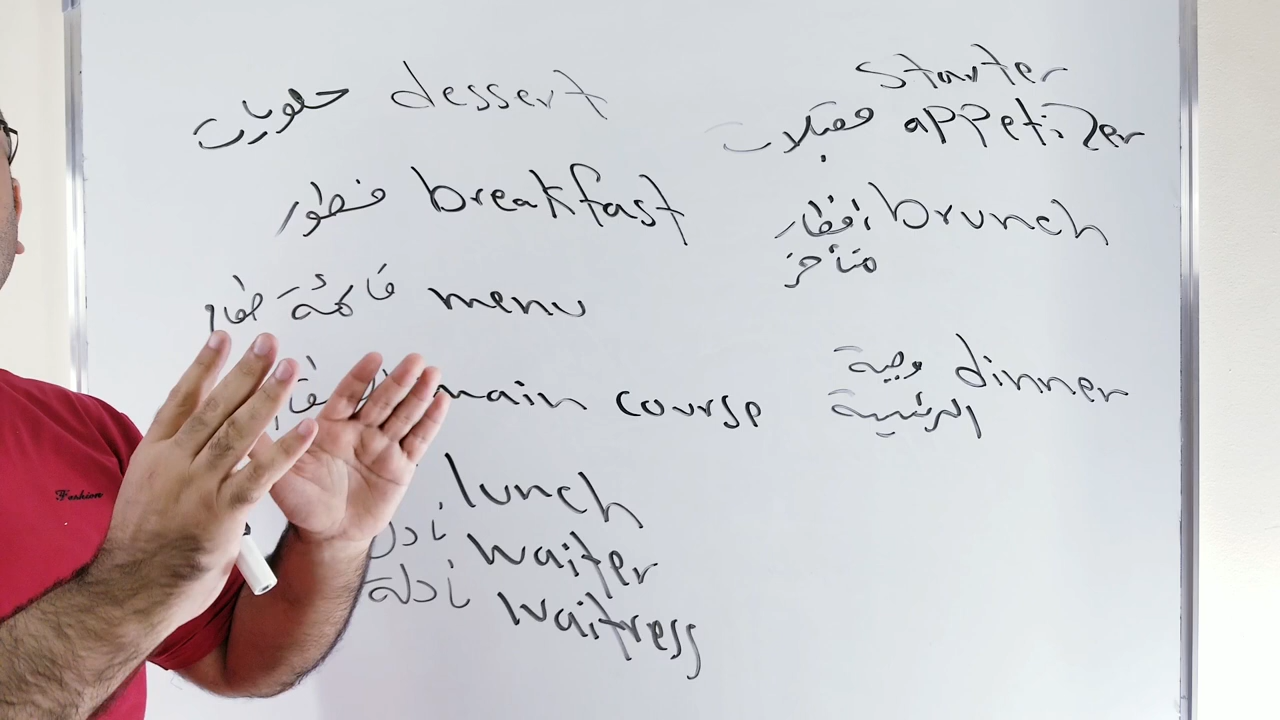 Starter
appetizer مقبلات
brunch افطار
متأخر
dinner وجبة
الرئيسية
dessert حلويات
breakfast فطور
menu قائمة طعام
main course
lunch
waiter نادل
waitress نادلة
Fashion